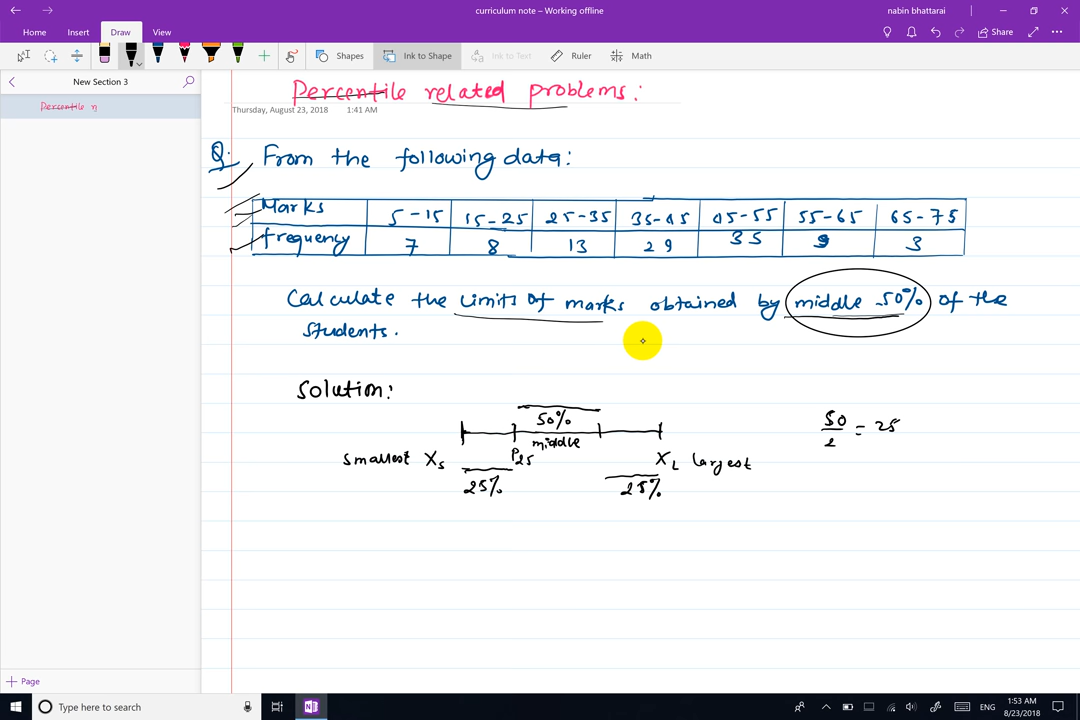 curriculum note – Working offline
nabin bhattarai
Home Insert Draw View
Share
Shapes Ink to Shape Ink to Text Ruler Math
New Section 3
Percentile related problems:
Thursday, August 23, 2018 1:41 AM
Q. From the following data:
Marks 5-15 15-25 25-35 35-45 45-55 55-65 65-75
frequency 7 8 13 29 35 9 3
Calculate the limits of marks obtained by middle 50% of the
students.
Solution:
50%
middle
50/2 = 25
smallest Xs P25 XL largest
25% 25%
Page
Type here to search
ENG
1:53 AM
8/23/2018